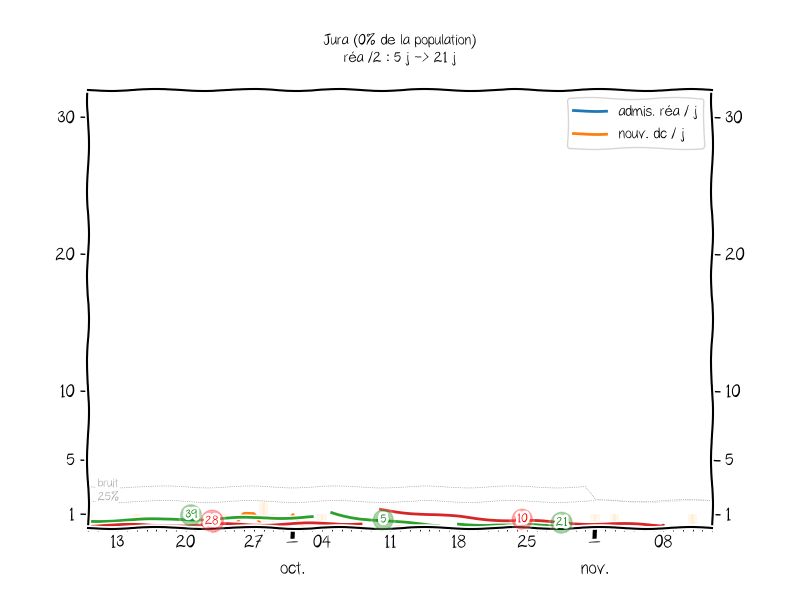 Jura (0% de la population)
réa /2 : 5 j -> 21 j
30 30
admis. réa / j
nouv. dc / j
20 20
10 10
5 5
bruit
25%
1 1
39 28 5 10 21
13 20 27 04 11 18 25 08
oct. nov.